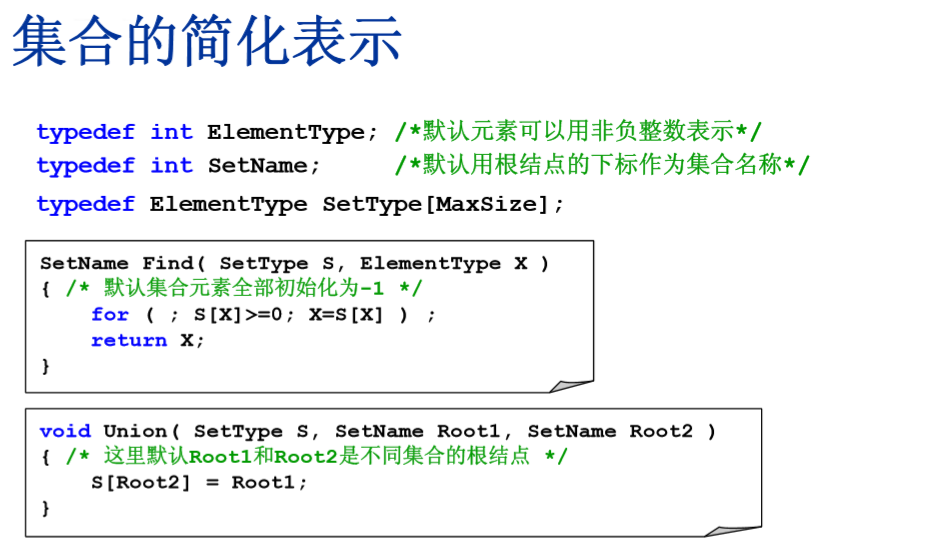 集合的简化表示
typedef int ElementType; /*默认元素可以用非负整数表示*/
typedef int SetName; /*默认用根结点的下标作为集合名称*/
typedef ElementType SetType[MaxSize];
SetName Find( SetType S, ElementType X )
{ /* 默认集合元素全部初始化为-1 */
for ( ; S[X]>=0; X=S[X] ) ;
return X;
}
void Union( SetType S, SetName Root1, SetName Root2 )
{ /* 这里默认Root1和Root2是不同集合的根结点 */
S[Root2] = Root1;
}